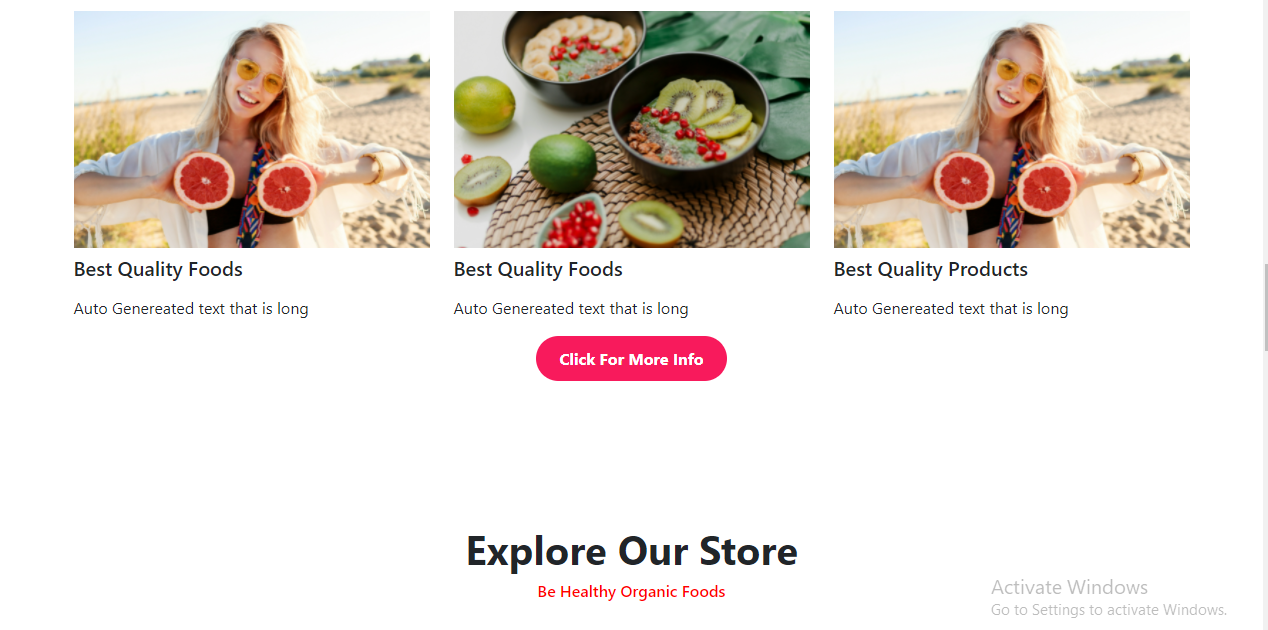 Best Quality Foods
Best Quality Foods
Best Quality Products
Auto Genereated text that is long
Auto Genereated text that is long
Auto Genereated text that is long
Click For More Info
Explore Our Store
Be Healthy Organic Foods
Activate Windows
Go to Settings to activate Windows.